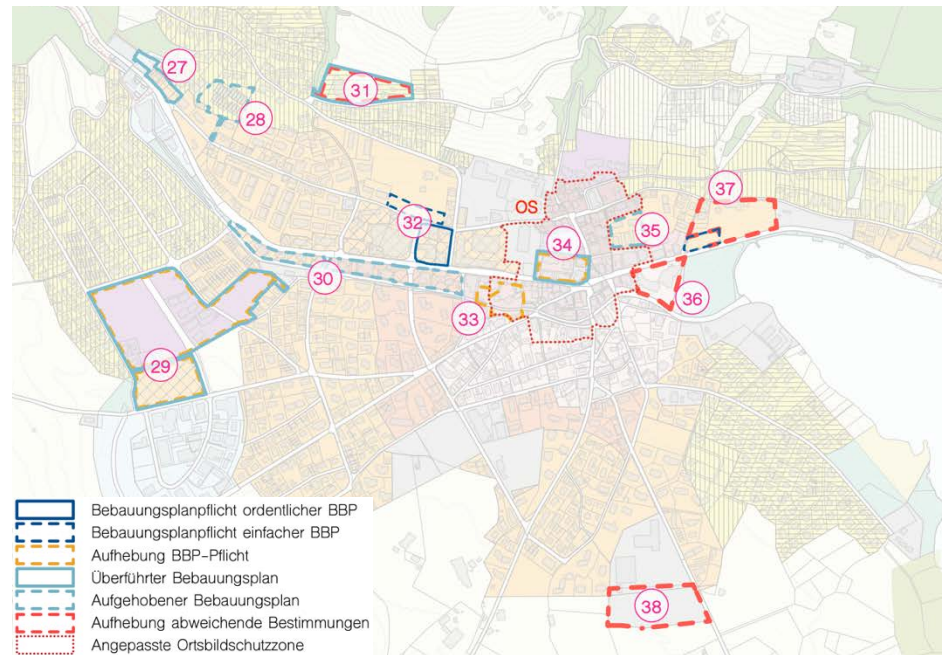 27
28
31
37
32
OS
34
35
30
33
36
29
38
Bebauungsplanpflicht ordentlicher BBP
Bebauungsplanpflicht einfacher BBP
Aufhebung BBP-Pflicht
Überführter Bebauungsplan
Aufgehobener Bebauungsplan
Aufhebung abweichende Bestimmungen
Angepasste Ortsbildschutzzone